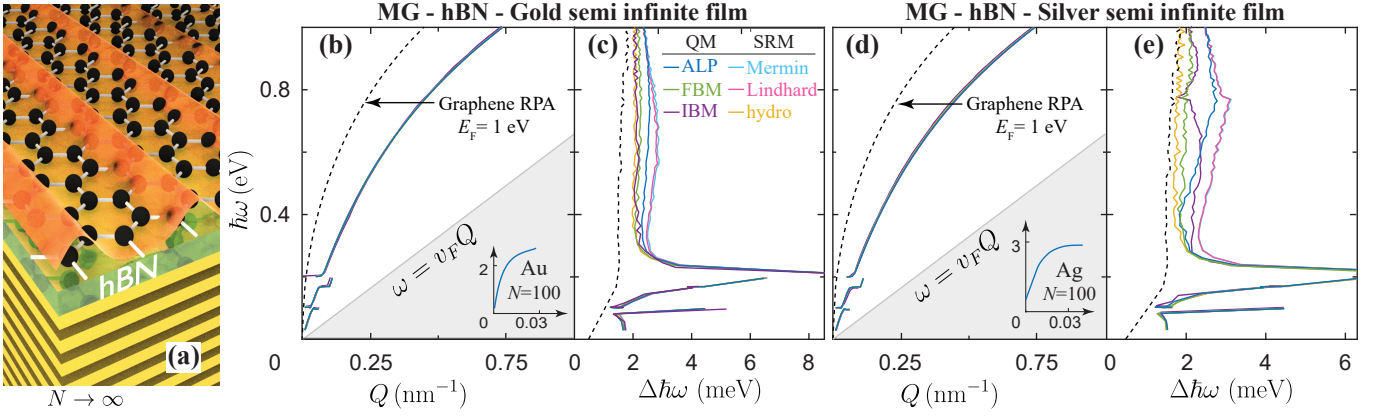 MG - hBN - Gold semi infinite film
MG - hBN - Silver semi infinite film
hBN
(a)
N → ∞
(b)
Graphene RPA
E_F = 1 eV
ω = v_F Q
2
Au
N=100
0
0.03
ħω (eV)
0.8
0.4
0
0.25
0.75
Q (nm⁻¹)
(c)
QM SRM
ALP Mermin
FBM Lindhard
IBM hydro
0 2 4 6 8
Δħω (meV)
(d)
Graphene RPA
E_F = 1 eV
ω = v_F Q
3
Ag
N=100
0
0.03
0
0.25
0.75
Q (nm⁻¹)
(e)
0 2 4 6
Δħω (meV)